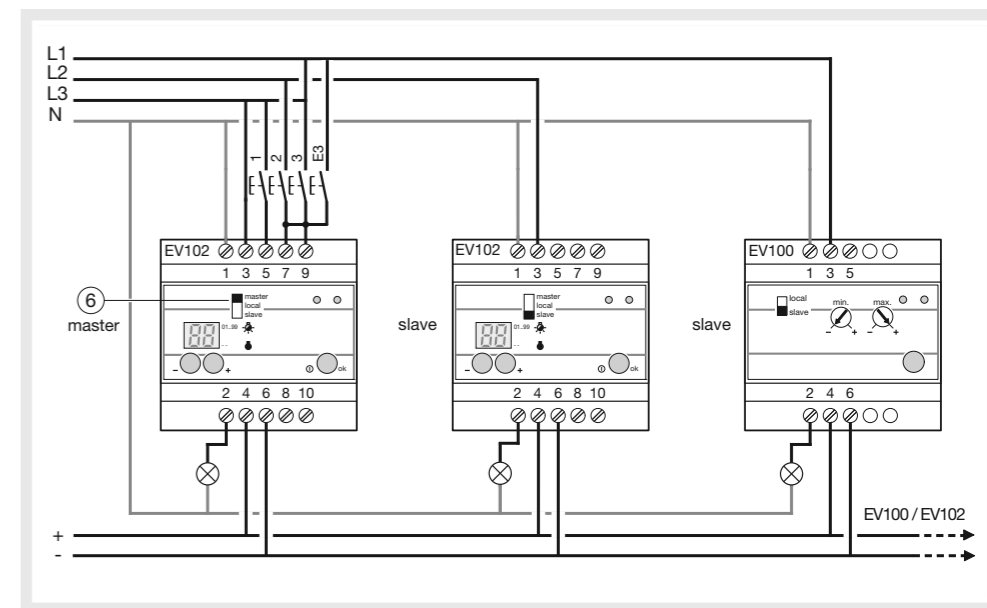 L1
L2
L3
N
1 2 3 E3
EV102 EV102 EV100
1 3 5 7 9 1 3 5 7 9 1 3 5
6 master master local
master local local min. max.
slave slave slave
slave slave
88 01..99 88 01..99 - + - +
-- --
- + ok - + ok
2 4 6 8 10 2 4 6 8 10 2 4 6
EV100 / EV102
+
-